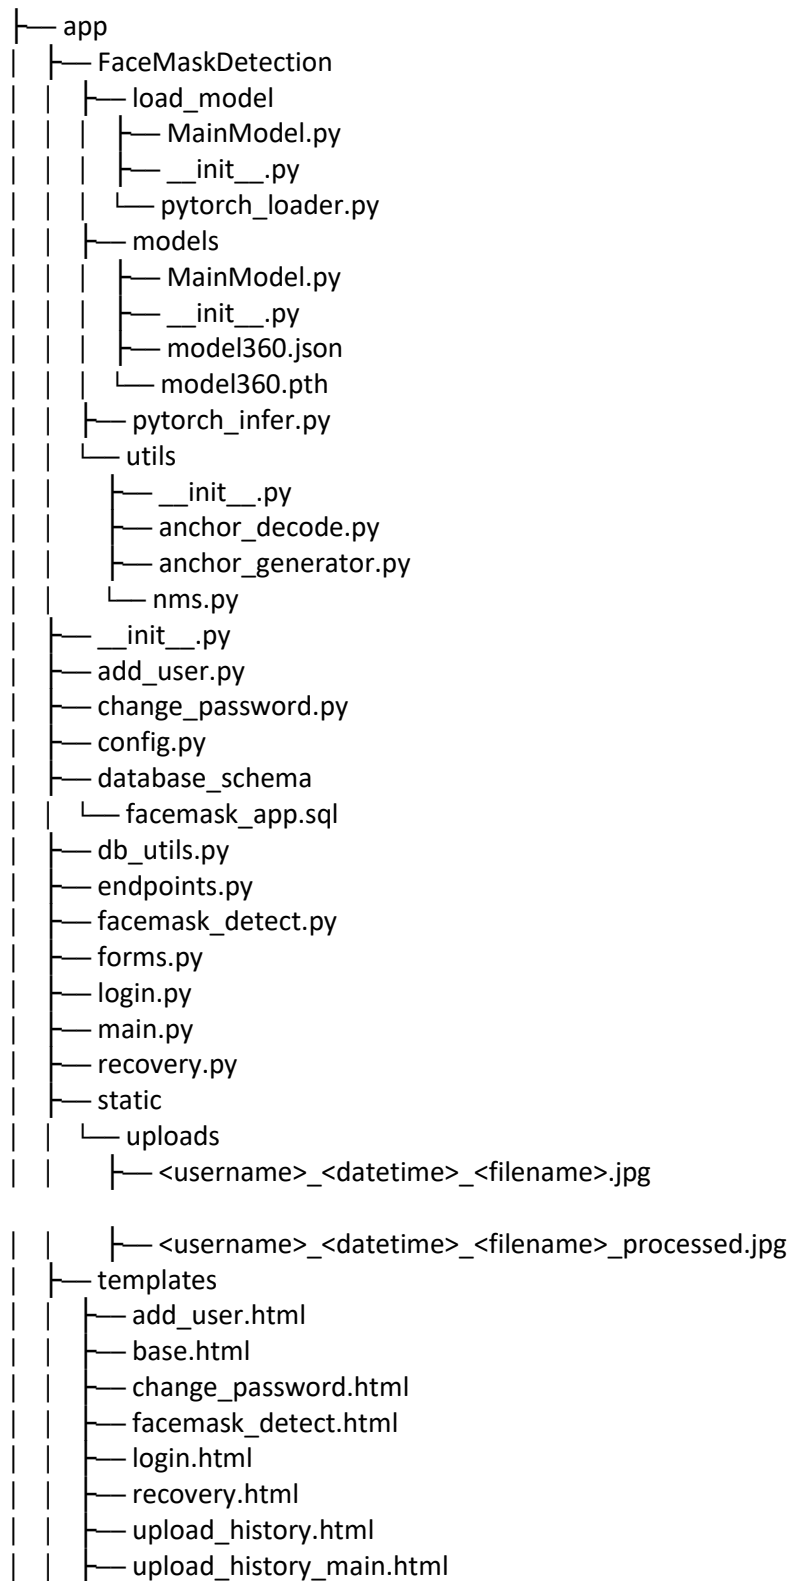 ├── app
│ ├── FaceMaskDetection
│ │ ├── load_model
│ │ │ ├── MainModel.py
│ │ │ ├── __init__.py
│ │ │ └── pytorch_loader.py
│ │ ├── models
│ │ │ ├── MainModel.py
│ │ │ ├── __init__.py
│ │ │ ├── model360.json
│ │ │ └── model360.pth
│ │ ├── pytorch_infer.py
│ │ └── utils
│ │ ├── __init__.py
│ │ ├── anchor_decode.py
│ │ ├── anchor_generator.py
│ │ └── nms.py
│ ├── __init__.py
│ ├── add_user.py
│ ├── change_password.py
│ ├── config.py
│ ├── database_schema
│ │ └── facemask_app.sql
│ ├── db_utils.py
│ ├── endpoints.py
│ ├── facemask_detect.py
│ ├── forms.py
│ ├── login.py
│ ├── main.py
│ ├── recovery.py
│ ├── static
│ │ └── uploads
│ │ ├── <username>_<datetime>_<filename>.jpg
│ │ ├── <username>_<datetime>_<filename>_processed.jpg
│ ├── templates
│ │ ├── add_user.html
│ │ ├── base.html
│ │ ├── change_password.html
│ │ ├── facemask_detect.html
│ │ ├── login.html
│ │ ├── recovery.html
│ │ ├── upload_history.html
│ │ ├── upload_history_main.html